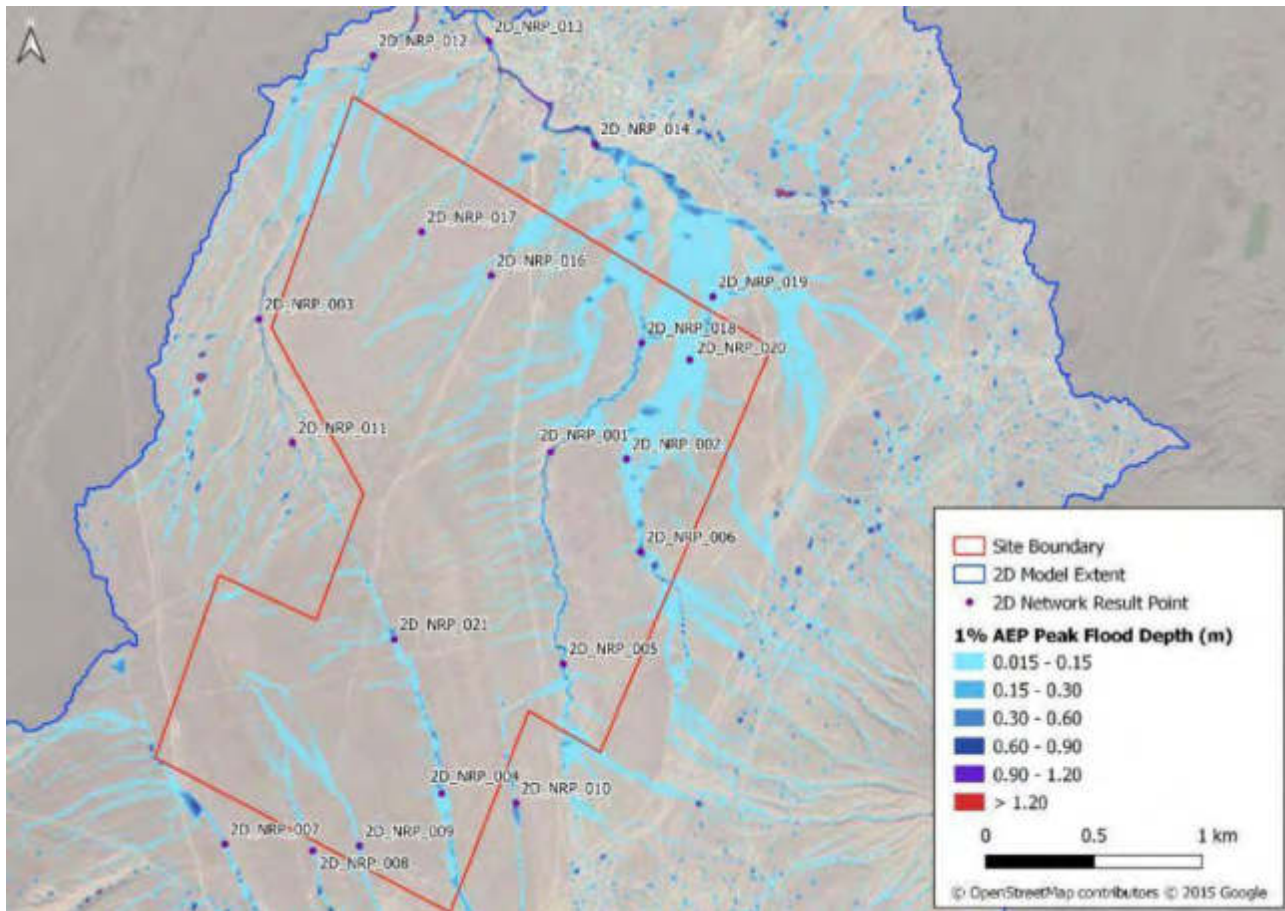 2D_NRP_013
2D_NRP_012
2D_NRP_014
2D_NRP_017
2D_NRP_016
2D_NRP_019
2D_NRP_003
2D_NRP_018
2D_NRP_020
2D_NRP_011
2D_NRP_001
2D_NRP_002
2D_NRP_006
2D_NRP_021
2D_NRP_005
2D_NRP_004
2D_NRP_010
2D_NRP_007
2D_NRP_009
2D_NRP_008
Site Boundary
2D Model Extent
2D Network Result Point
1% AEP Peak Flood Depth (m)
0.015 - 0.15
0.15 - 0.30
0.30 - 0.60
0.60 - 0.90
0.90 - 1.20
> 1.20
0 0.5 1 km
© OpenStreetMap contributors © 2015 Google